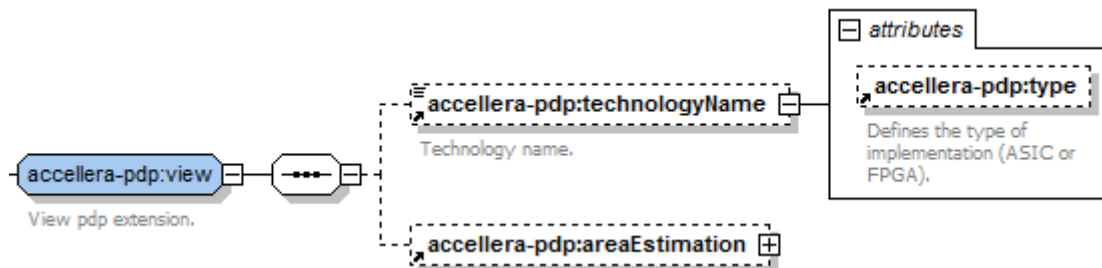 attributes
accellera-pdp:type
Defines the type of
implementation (ASIC or
FPGA).
accellera-pdp:technologyName
Technology name.
accellera-pdp:view
View pdp extension.
accellera-pdp:areaEstimation